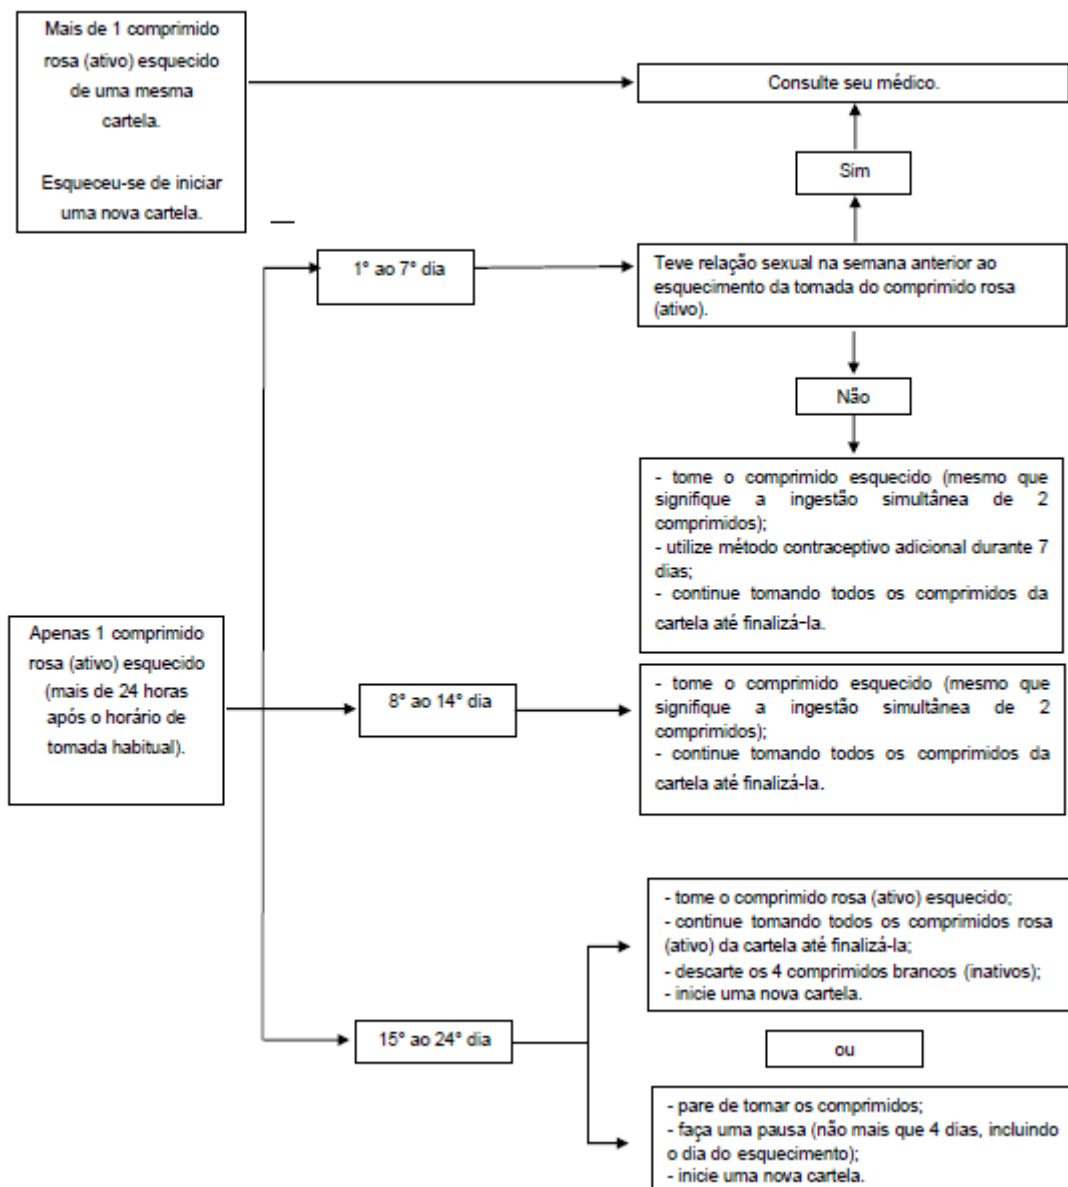 Mais de 1 comprimido
rosa (ativo) esquecido
de uma mesma
cartela.
Esqueceu-se de iniciar
uma nova cartela.
Consulte seu médico.
Sim
1° ao 7° dia
Teve relação sexual na semana anterior ao
esquecimento da tomada do comprimido rosa
(ativo).
Não
- tome o comprimido esquecido (mesmo que
signifique a ingestão simultânea de 2
comprimidos);
- utilize método contraceptivo adicional durante 7
dias;
- continue tomando todos os comprimidos da
cartela até finalizá-la.
Apenas 1 comprimido
rosa (ativo) esquecido
(mais de 24 horas
após o horário de
tomada habitual).
8° ao 14° dia
- tome o comprimido esquecido (mesmo que
signifique a ingestão simultânea de 2
comprimidos);
- continue tomando todos os comprimidos da
cartela até finalizá-la.
15° ao 24° dia
- tome o comprimido rosa (ativo) esquecido;
- continue tomando todos os comprimidos rosa
(ativo) da cartela até finalizá-la;
- descarte os 4 comprimidos brancos (inativos);
- inicie uma nova cartela.
ou
- pare de tomar os comprimidos;
- faça uma pausa (não mais que 4 dias, incluindo
o dia do esquecimento);
- inicie uma nova cartela.